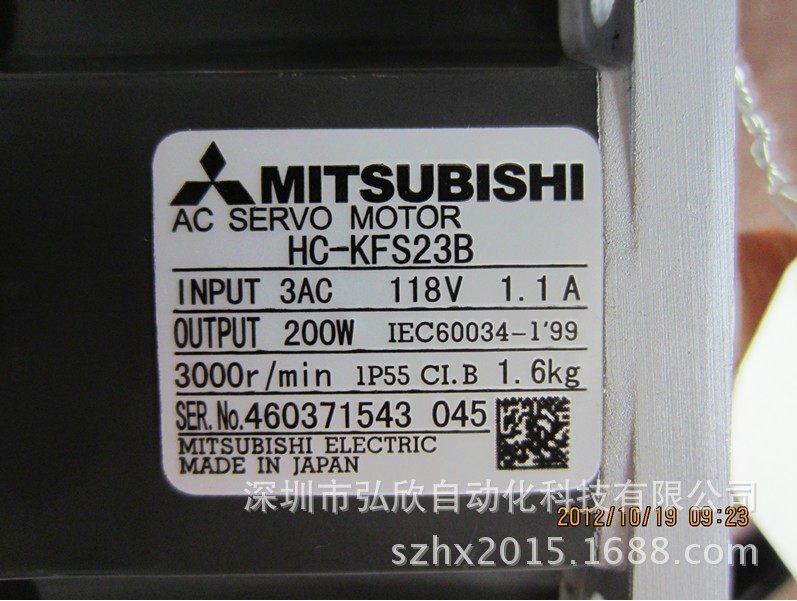 MITSUBISHI
AC SERVO MOTOR
HC-KFS23B
INPUT 3AC 118V 1.1A
OUTPUT 200W IEC60034-1'99
3000r/min 1P55 CI.B 1.6kg
SER.No.460371543 045
MITSUBISHI ELECTRIC
MADE IN JAPAN
深圳市弘欣自动化科技有限公司
2012/10/19 09:23
szhx2015.1688.com